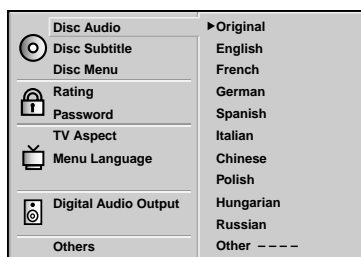 Disc Audio
Disc Subtitle
Disc Menu
Rating
Password
TV Aspect
Menu Language
Digital Audio Output
Others
►Original
English
French
German
Spanish
Italian
Chinese
Polish
Hungarian
Russian
Other – – – –